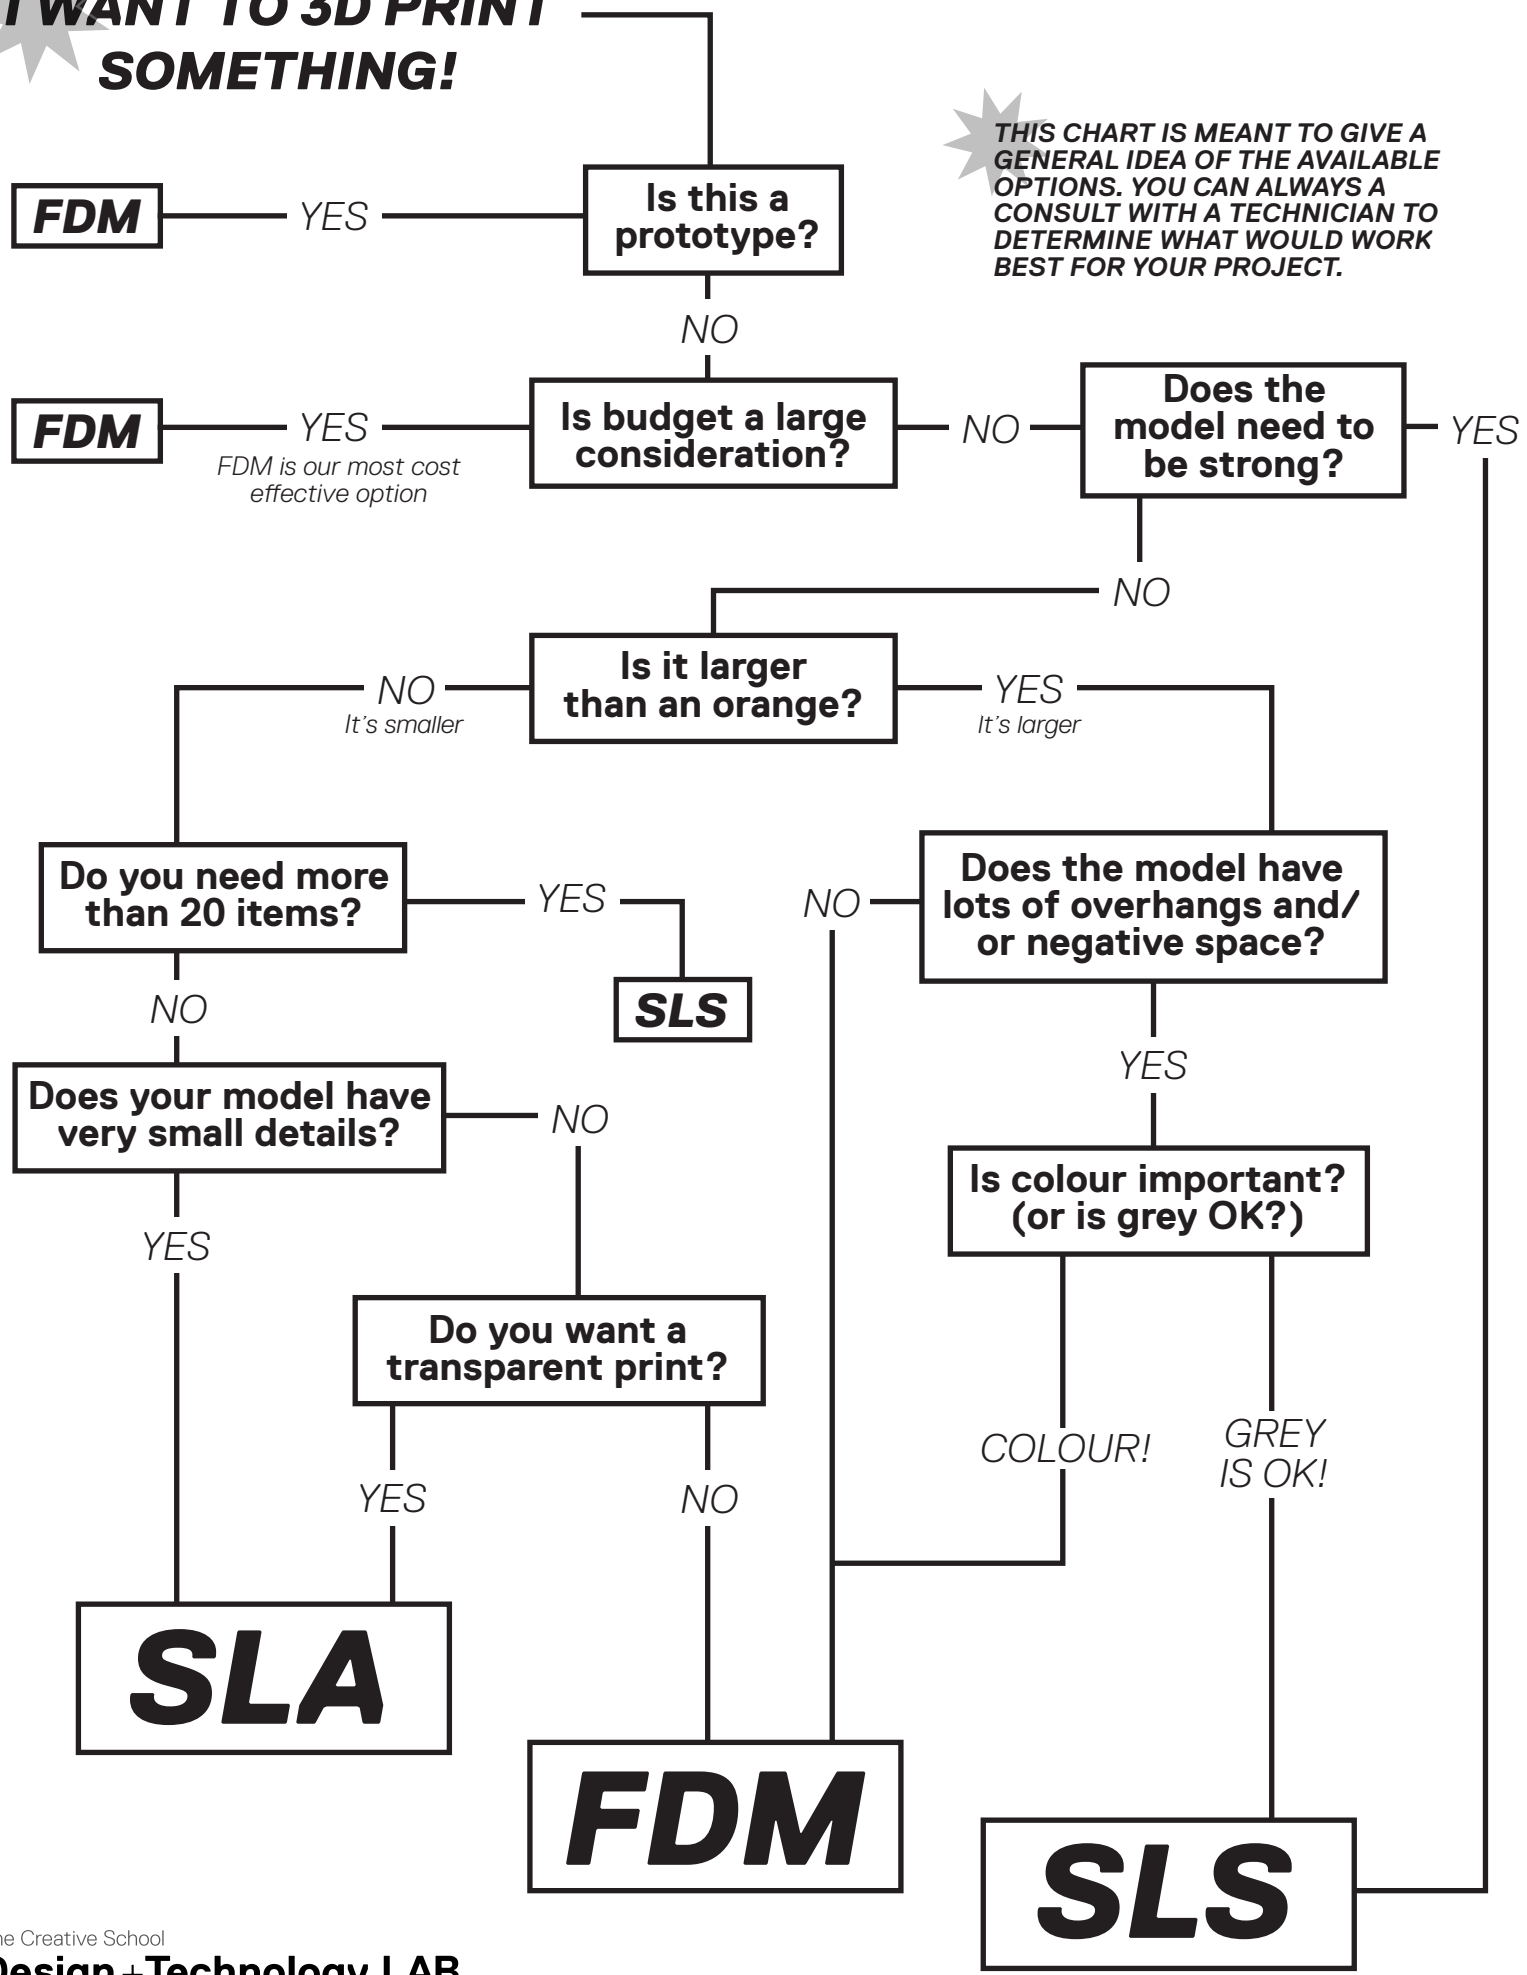 I WANT TO 3D PRINT
SOMETHING!
THIS CHART IS MEANT TO GIVE A
GENERAL IDEA OF THE AVAILABLE
OPTIONS. YOU CAN ALWAYS A
CONSULT WITH A TECHNICIAN TO
DETERMINE WHAT WOULD WORK
BEST FOR YOUR PROJECT.
Is this a
prototype?
YES
FDM
NO
Is budget a large
consideration?
YES
FDM is our most cost
effective option
FDM
NO
Does the
model need to
be strong?
YES
NO
Is it larger
than an orange?
NO
It's smaller
YES
It's larger
Do you need more
than 20 items?
YES
SLS
NO
Does the model have
lots of overhangs and/
or negative space?
NO
YES
Does your model have
very small details?
NO
YES
Is colour important?
(or is grey OK?)
Do you want a
transparent print?
COLOUR!
GREY
IS OK!
YES
NO
SLA
FDM
SLS
Creative School
Design+Technology LAB